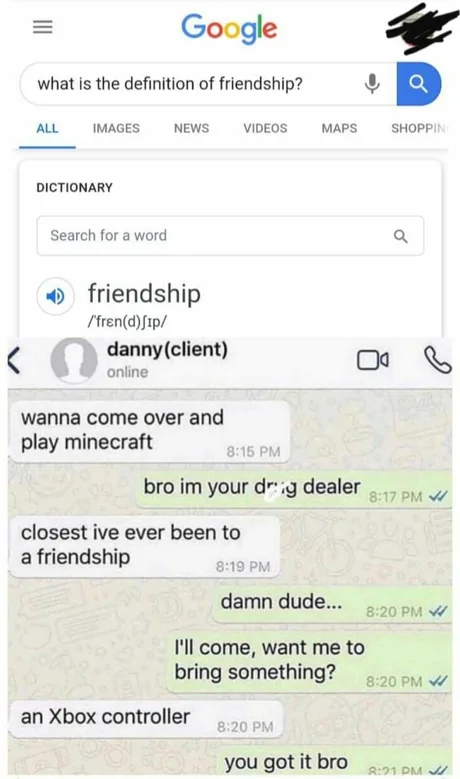 Google
what is the definition of friendship?
ALL IMAGES NEWS VIDEOS MAPS SHOPPIN
DICTIONARY
Search for a word
friendship
/ˈfrɛn(d)ʃɪp/
danny(client)
online
wanna come over and
play minecraft
8:15 PM
bro im your drug dealer
8:17 PM
closest ive ever been to
a friendship
8:19 PM
damn dude...
8:20 PM
I'll come, want me to
bring something?
8:20 PM
an Xbox controller
8:20 PM
you got it bro
8:21 PM